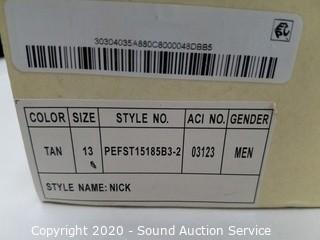 30304035A880C8000048DBB5
COLOR SIZE STYLE NO. ACI NO. GENDER
TAN 13 PEFST15185B3-2 03123 MEN
STYLE NAME: NICK
Copyright © 2020 - Sound Auction Service